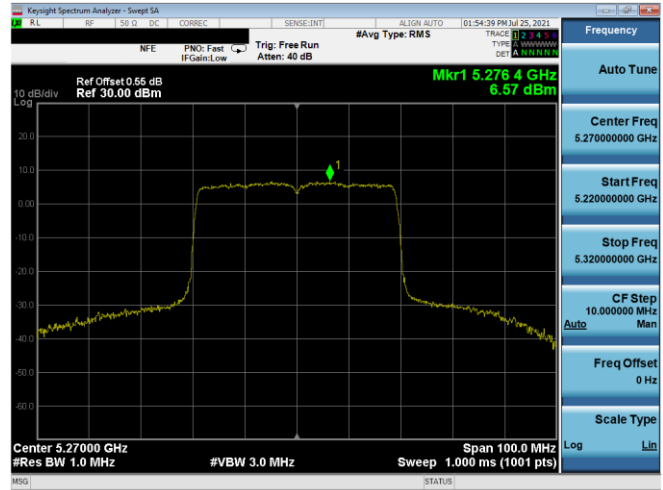 Keysight Spectrum Analyzer - Swept SA
RL RF 50 Ω DC CORREC SENSE:INT ALIGN AUTO 01:54:39 PM Jul 25, 2021
#Avg Type: RMS
TRACE 1 2 3 4 5 6
TYPE A WWWWW
DET A N N N N N
NFE PNO: Fast Trig: Free Run
IFGain:Low Atten: 40 dB
Frequency
Mkr1 5.276 4 GHz
6.57 dBm
Ref Offset 0.55 dB
10 dB/div Ref 30.00 dBm
Log
20.0
10.0
0.00
-10.0
-20.0
-30.0
-40.0
-50.0
-60.0
1
Auto Tune
Center Freq
5.270000000 GHz
Start Freq
5.220000000 GHz
Stop Freq
5.320000000 GHz
CF Step
10.000000 MHz
Auto Man
Freq Offset
0 Hz
Scale Type
Log Lin
Center 5.27000 GHz Span 100.0 MHz
#Res BW 1.0 MHz #VBW 3.0 MHz Sweep 1.000 ms (1001 pts)
MSG STATUS